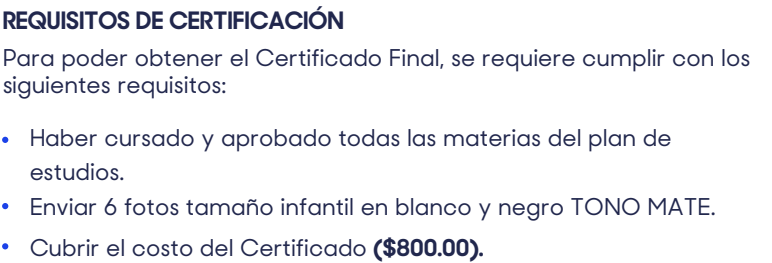 REQUISITOS DE CERTIFICACIÓN
Para poder obtener el Certificado Final, se requiere cumplir con los
siguientes requisitos:
• Haber cursado y aprobado todas las materias del plan de
estudios.
• Enviar 6 fotos tamaño infantil en blanco y negro TONO MATE.
• Cubrir el costo del Certificado ($800.00).